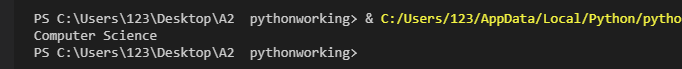 PS C:\Users\123\Desktop\A2  pythonworking> & C:/Users/123/AppData/Local/Python/pytho
Computer Science
PS C:\Users\123\Desktop\A2  pythonworking>